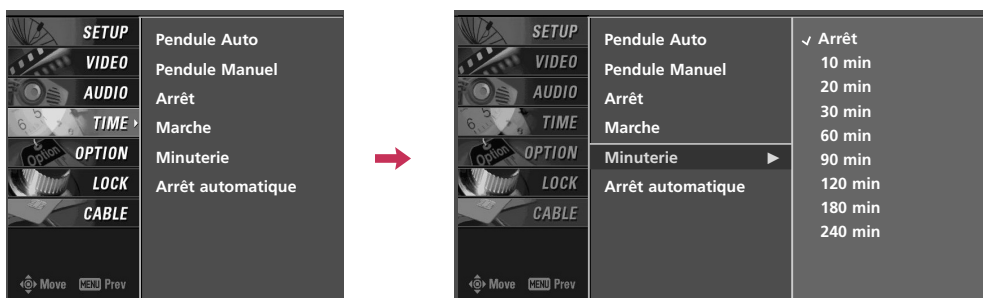 SETUP
VIDEO
AUDIO
TIME
OPTION
LOCK
CABLE
Move MENU Prev
Pendule Auto
Pendule Manuel
Arrêt
Marche
Minuterie
Arrêt automatique
SETUP
VIDEO
AUDIO
TIME
OPTION
LOCK
CABLE
Move MENU Prev
Pendule Auto
Pendule Manuel
Arrêt
Marche
Minuterie
Arrêt automatique
Arrêt
10 min
20 min
30 min
60 min
90 min
120 min
180 min
240 min